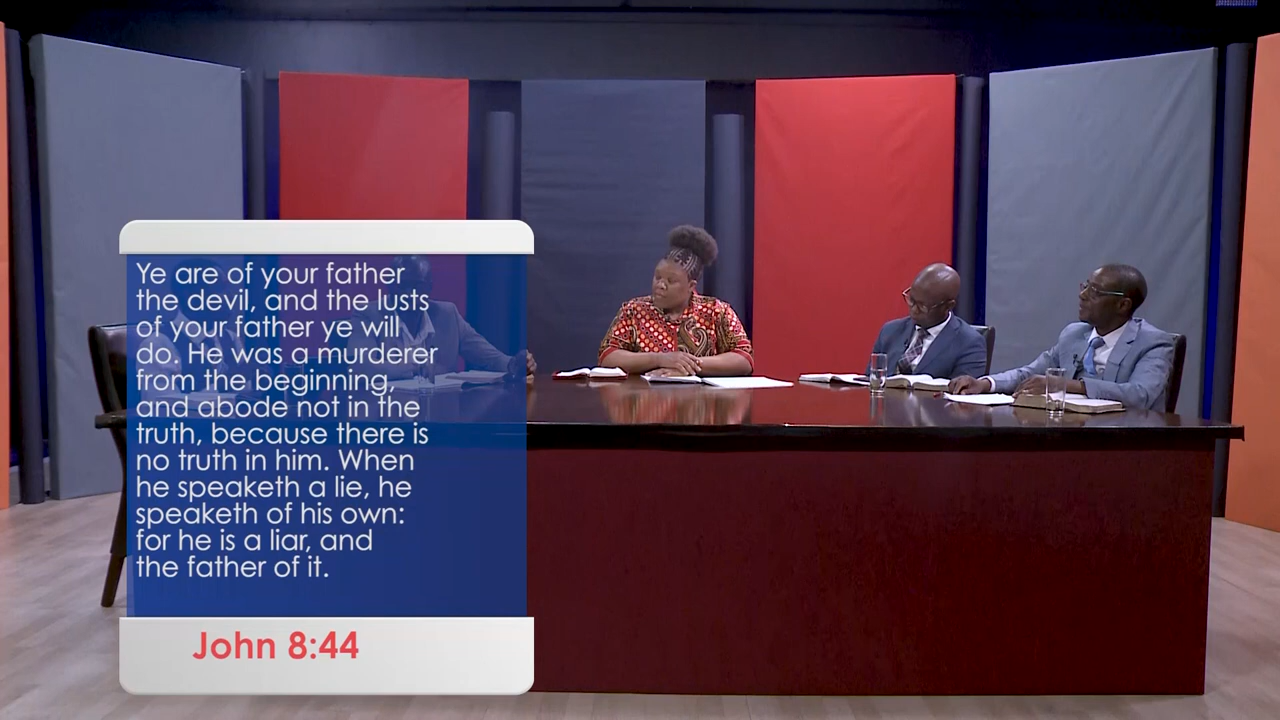 Ye are of your father
the devil, and the lusts
of your father ye will
do. He was a murderer
from the beginning,
and abode not in the
truth, because there is
no truth in him. When
he speaketh a lie, he
speaketh of his own:
for he is a liar, and
the father of it.
John 8:44